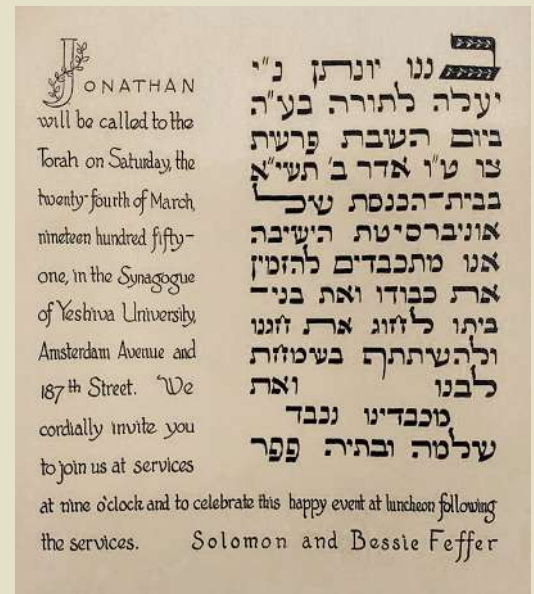 JONATHAN
will be called to the
Torah on Saturday, the
twenty-fourth of March,
nineteen hundred fifty-
one, in the Synagogue
of Yeshiva University,
Amsterdam Avenue and
187th Street. We
cordially invite you
to join us at services
at nine o'clock and to celebrate this happy event at luncheon following
the services. Solomon and Bessie Feffer
בננו יונתן נ"י
יעלה לתורה בע"ה
ביום השבת פרשת
צו ט"ו אדר ב' תשי"א
בבית-הכנסת של
אוניברסיטת הישיבה
אנו מתכבדים להזמין
את כבודו ואת בני-
ביתו לחוג את חגנו
ולהשתתף בשמחת
לבנו ואת
מכבדינו נכבד
שלמה ובתיה פפר